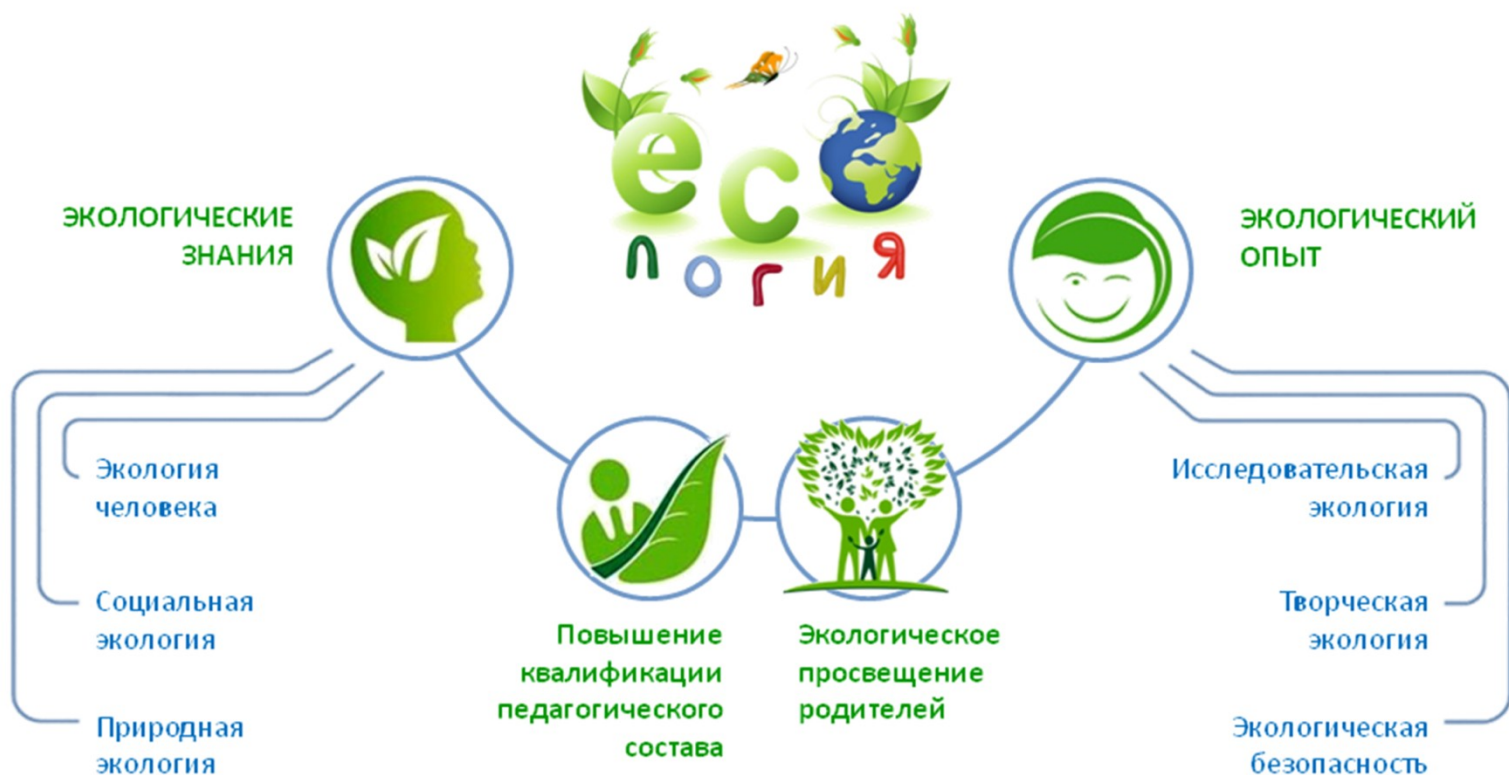 eco
логия
ЭКОЛОГИЧЕСКИЕ
ЗНАНИЯ
Экология
человека
Социальная
экология
Природная
экология
Повышение
квалификации
педагогического
состава
Экологическое
просвещение
родителей
ЭКОЛОГИЧЕСКИЙ
ОПЫТ
Исследовательская
экология
Творческая
экология
Экологическая
безопасность